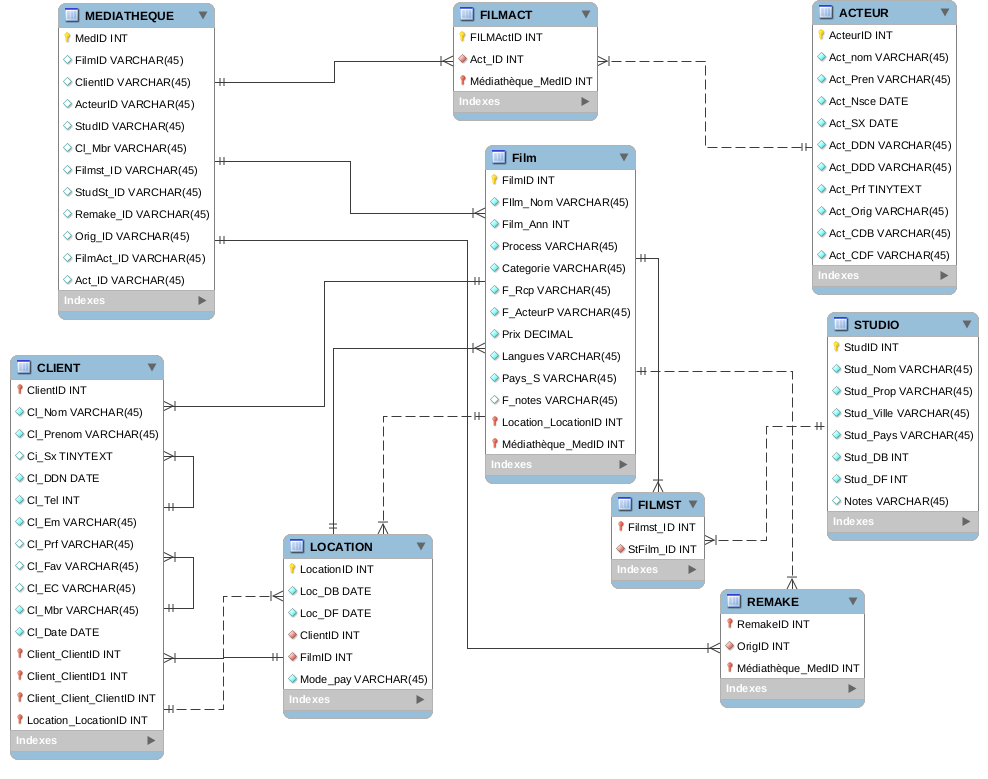 MEDIATHEQUE
MedID INT
FilmID VARCHAR(45)
ClientID VARCHAR(45)
ActeurID VARCHAR(45)
StudID VARCHAR(45)
Cl_Mbr VARCHAR(45)
Filmst_ID VARCHAR(45)
StudSt_ID VARCHAR(45)
Remake_ID VARCHAR(45)
Orig_ID VARCHAR(45)
FilmAct_ID VARCHAR(45)
Act_ID VARCHAR(45)
Indexes
FILMACT
FILMActID INT
Act_ID INT
Médiathèque_MedID INT
Indexes
ACTEUR
ActeurID INT
Act_nom VARCHAR(45)
Act_Pren VARCHAR(45)
Act_Nsce DATE
Act_SX DATE
Act_DDN VARCHAR(45)
Act_DDD VARCHAR(45)
Act_Prf TINYTEXT
Act_Orig VARCHAR(45)
Act_CDB VARCHAR(45)
Act_CDF VARCHAR(45)
Indexes
Film
FilmID INT
FIlm_Nom VARCHAR(45)
Film_Ann INT
Process VARCHAR(45)
Categorie VARCHAR(45)
F_Rcp VARCHAR(45)
F_ActeurP VARCHAR(45)
Prix DECIMAL
Langues VARCHAR(45)
Pays_S VARCHAR(45)
F_notes VARCHAR(45)
Location_LocationID INT
Médiathèque_MedID INT
Indexes
STUDIO
StudID INT
Stud_Nom VARCHAR(45)
Stud_Prop VARCHAR(45)
Stud_Ville VARCHAR(45)
Stud_Pays VARCHAR(45)
Stud_DB INT
Stud_DF INT
Notes VARCHAR(45)
Indexes
CLIENT
ClientID INT
Cl_Nom VARCHAR(45)
Cl_Prenom VARCHAR(45)
Ci_Sx TINYTEXT
Cl_DDN DATE
Cl_Tel INT
Cl_Em VARCHAR(45)
Cl_Prf VARCHAR(45)
Cl_Fav VARCHAR(45)
Cl_EC VARCHAR(45)
Cl_Mbr VARCHAR(45)
Cl_Date DATE
Client_ClientID INT
Client_ClientID1 INT
Client_Client_ClientID INT
Location_LocationID INT
Indexes
LOCATION
LocationID INT
Loc_DB DATE
Loc_DF DATE
ClientID INT
FilmID INT
Mode_pay VARCHAR(45)
Indexes
FILMST
Filmst_ID INT
StFilm_ID INT
Indexes
REMAKE
RemakeID INT
OrigID INT
Médiathèque_MedID INT
Indexes